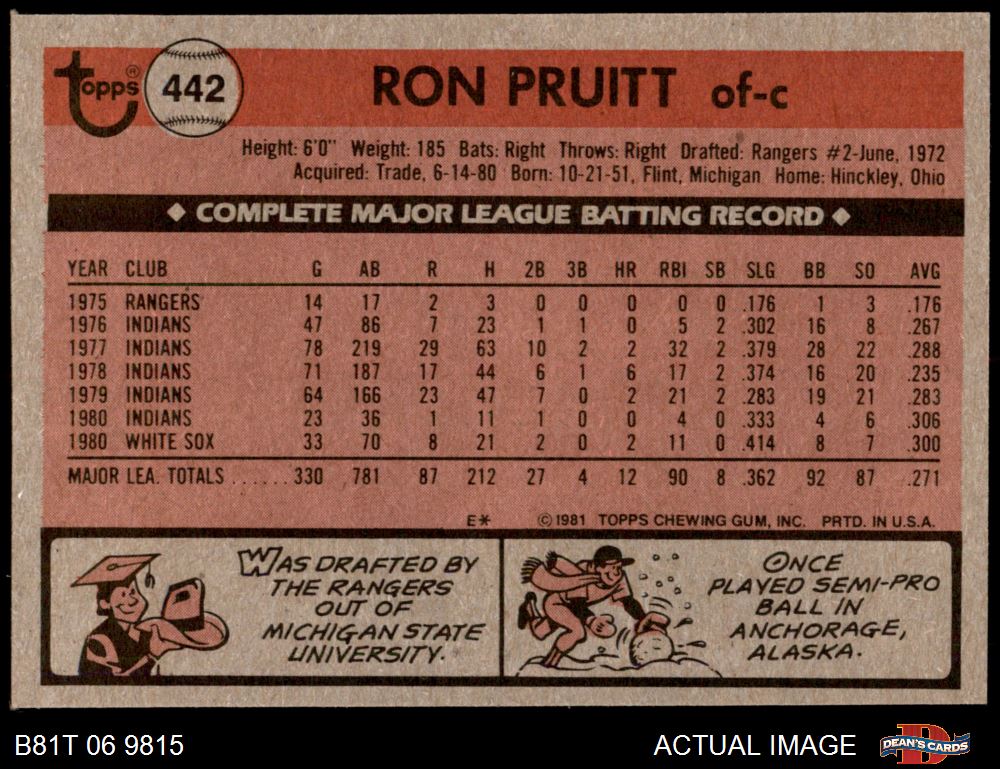 topps® 442 RON PRUITT of-c
Height: 6'0" Weight: 185 Bats: Right Throws: Right Drafted: Rangers #2-June, 1972
Acquired: Trade, 6-14-80 Born: 10-21-51, Flint, Michigan Home: Hinckley, Ohio
◆ COMPLETE MAJOR LEAGUE BATTING RECORD ◆
YEAR CLUB G AB R H 2B 3B HR RBI SB SLG BB SO AVG
1975 RANGERS 14 17 2 3 0 0 0 0 0 .176 1 3 .176
1976 INDIANS 47 86 7 23 1 1 0 5 2 .302 16 8 .267
1977 INDIANS 78 219 29 63 10 2 2 32 2 .379 28 22 .288
1978 INDIANS 71 187 17 44 6 1 6 17 2 .374 16 20 .235
1979 INDIANS 64 166 23 47 7 0 2 21 2 .283 19 21 .283
1980 INDIANS 23 36 1 11 1 0 0 4 0 .333 4 6 .306
1980 WHITE SOX 33 70 8 21 2 0 2 11 0 .414 8 7 .300
MAJOR LEA. TOTALS ...... 330 781 87 212 27 4 12 90 8 .362 92 87 .271
E* ©1981 TOPPS CHEWING GUM, INC. PRTD. IN U.S.A.
WAS DRAFTED BY
THE RANGERS
OUT OF
MICHIGAN STATE
UNIVERSITY.
ONCE
PLAYED SEMI-PRO
BALL IN
ANCHORAGE,
ALASKA.
B81T 06 9815 ACTUAL IMAGE DEAN'S CARDS